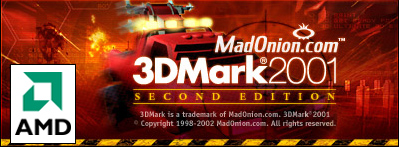 MadOnion.com™
3DMark®2001
SECOND EDITION
AMD
3DMark is a trademark of MadOnion.com. 3DMark®2001
© Copyright 1998-2002 MadOnion.com. All rights reserved.